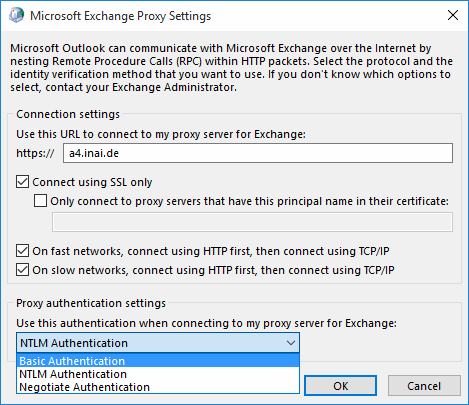 Microsoft Exchange Proxy Settings
Microsoft Outlook can communicate with Microsoft Exchange over the Internet by
nesting Remote Procedure Calls (RPC) within HTTP packets. Select the protocol and the
identity verification method that you want to use. If you don't know which options to
select, contact your Exchange Administrator.
Connection settings
Use this URL to connect to my proxy server for Exchange:
https:// a4.inai.de
Connect using SSL only
Only connect to proxy servers that have this principal name in their certificate:
On fast networks, connect using HTTP first, then connect using TCP/IP
On slow networks, connect using HTTP first, then connect using TCP/IP
Proxy authentication settings
Use this authentication when connecting to my proxy server for Exchange:
NTLM Authentication
Basic Authentication
NTLM Authentication
Negotiate Authentication
OK Cancel